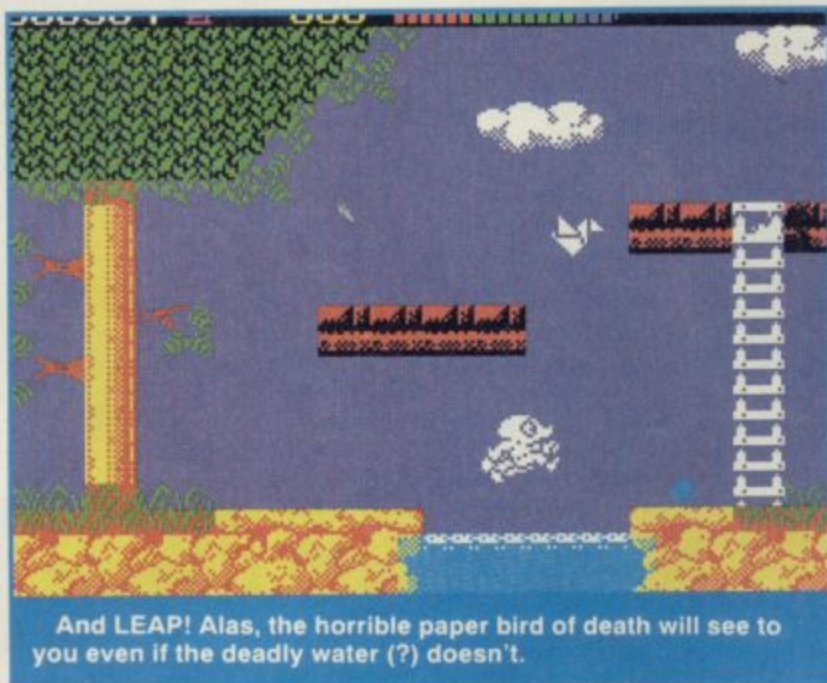 And LEAP! Alas, the horrible paper bird of death will see to
you even if the deadly water (?) doesn't.